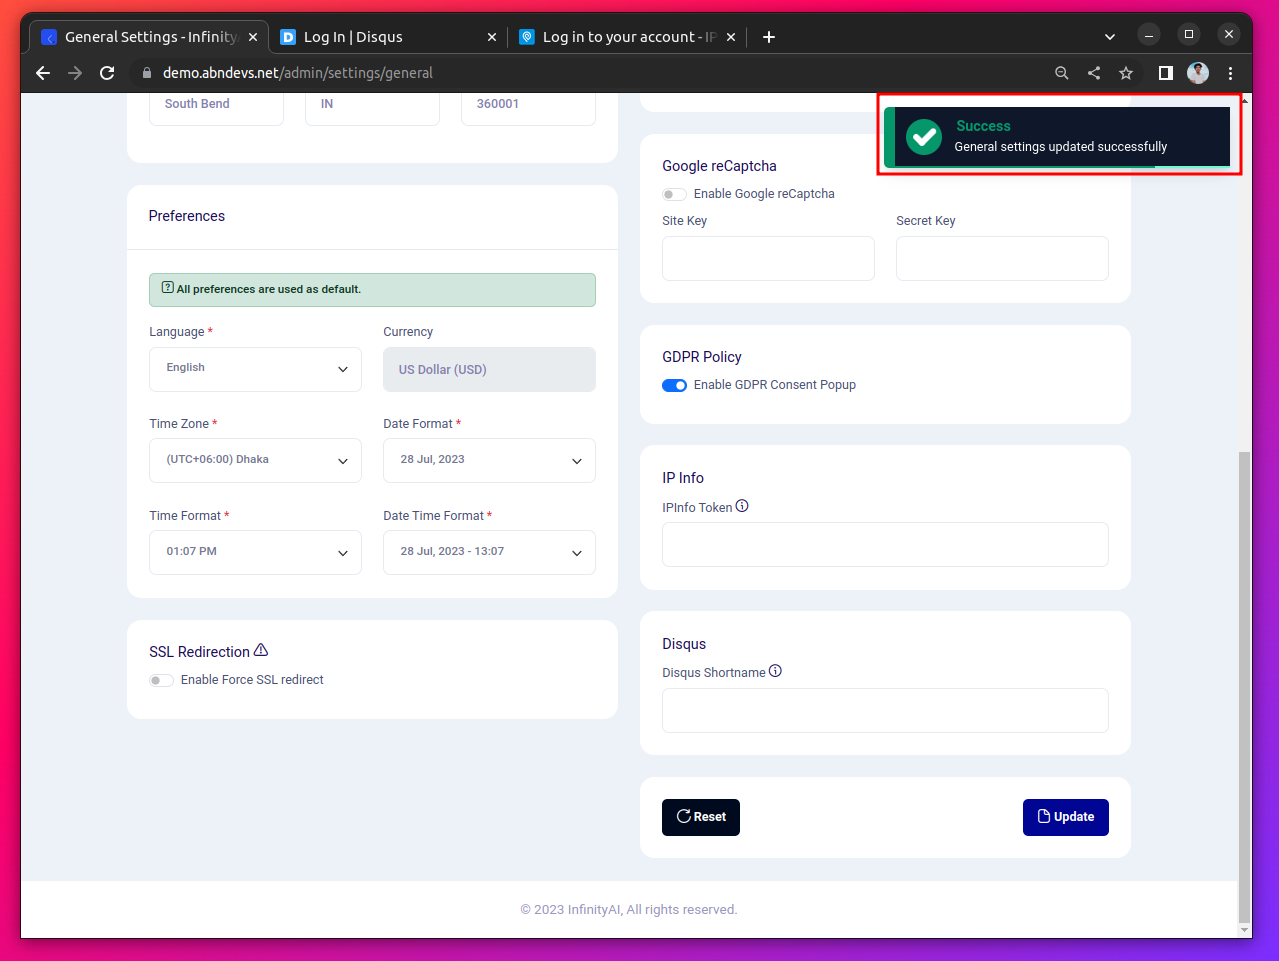 General Settings - Infinity
Log In | Disqus
Log in to your account - IP
demo.abndevs.net/admin/settings/general
South Bend
IN
360001
Success
General settings updated successfully
Preferences
All preferences are used as default.
Language *
Currency
English
US Dollar (USD)
Time Zone *
Date Format *
(UTC+06:00) Dhaka
28 Jul, 2023
Time Format *
Date Time Format *
01:07 PM
28 Jul, 2023 - 13:07
SSL Redirection
Enable Force SSL redirect
Google reCaptcha
Enable Google reCaptcha
Site Key
Secret Key
GDPR Policy
Enable GDPR Consent Popup
IP Info
IPInfo Token
Disqus
Disqus Shortname
Reset
Update
© 2023 InfinityAI, All rights reserved.